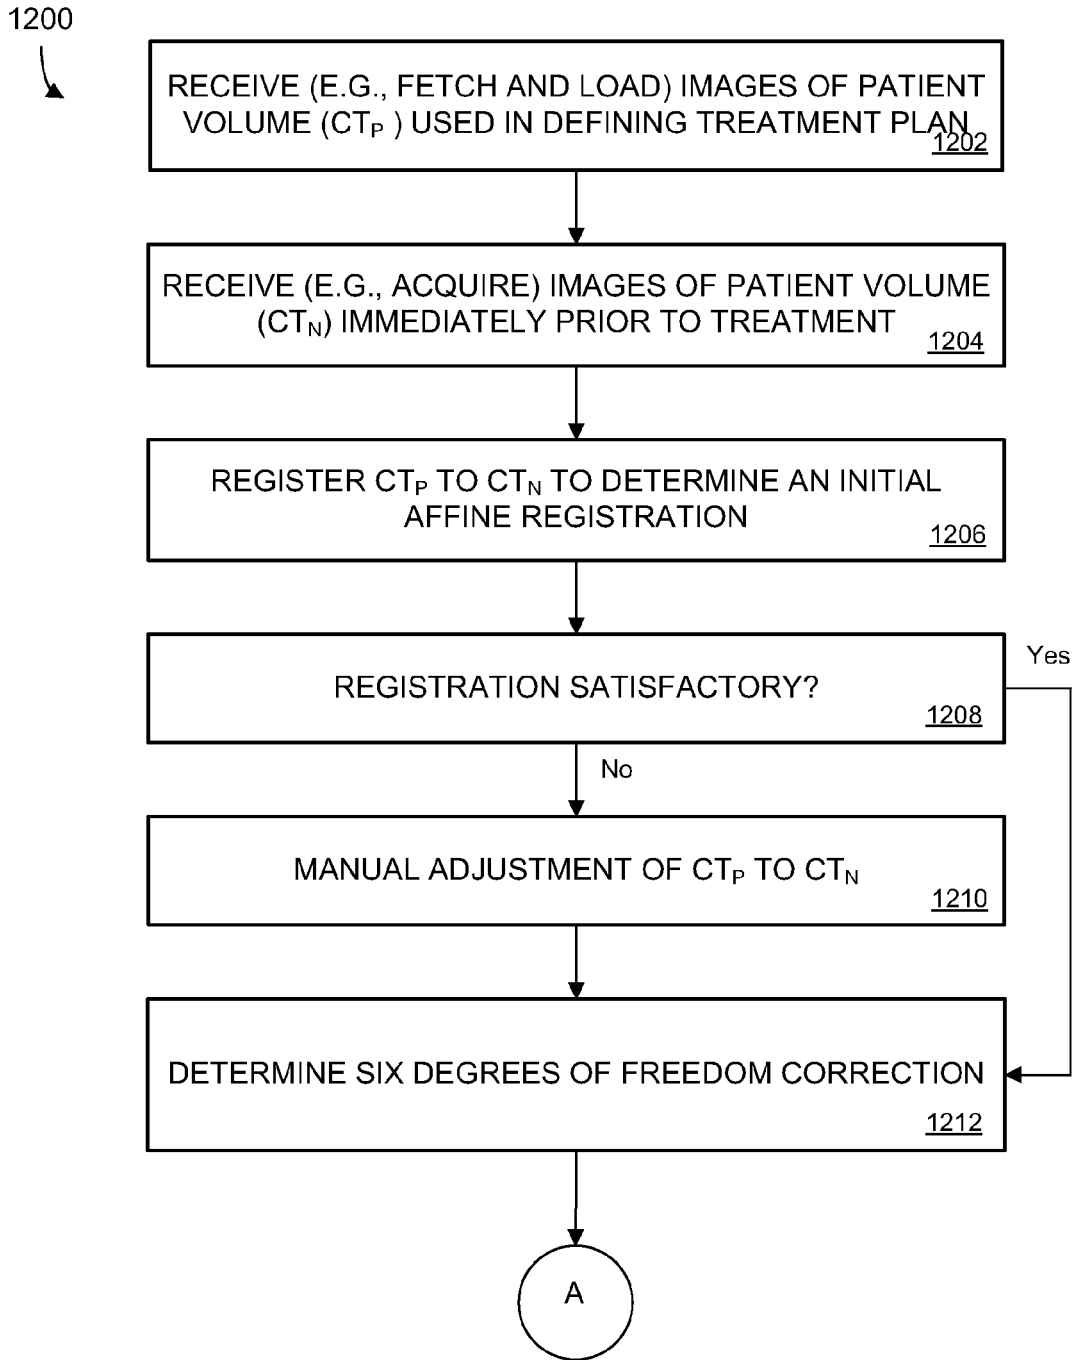 1200
RECEIVE (E.G., FETCH AND LOAD) IMAGES OF PATIENT
VOLUME (CTP ) USED IN DEFINING TREATMENT PLAN
1202
RECEIVE (E.G., ACQUIRE) IMAGES OF PATIENT VOLUME
(CTN) IMMEDIATELY PRIOR TO TREATMENT
1204
REGISTER CTP TO CTN TO DETERMINE AN INITIAL
AFFINE REGISTRATION
1206
Yes
REGISTRATION SATISFACTORY?
1208
No
MANUAL ADJUSTMENT OF CTP TO CTN
1210
DETERMINE SIX DEGREES OF FREEDOM CORRECTION
1212
A